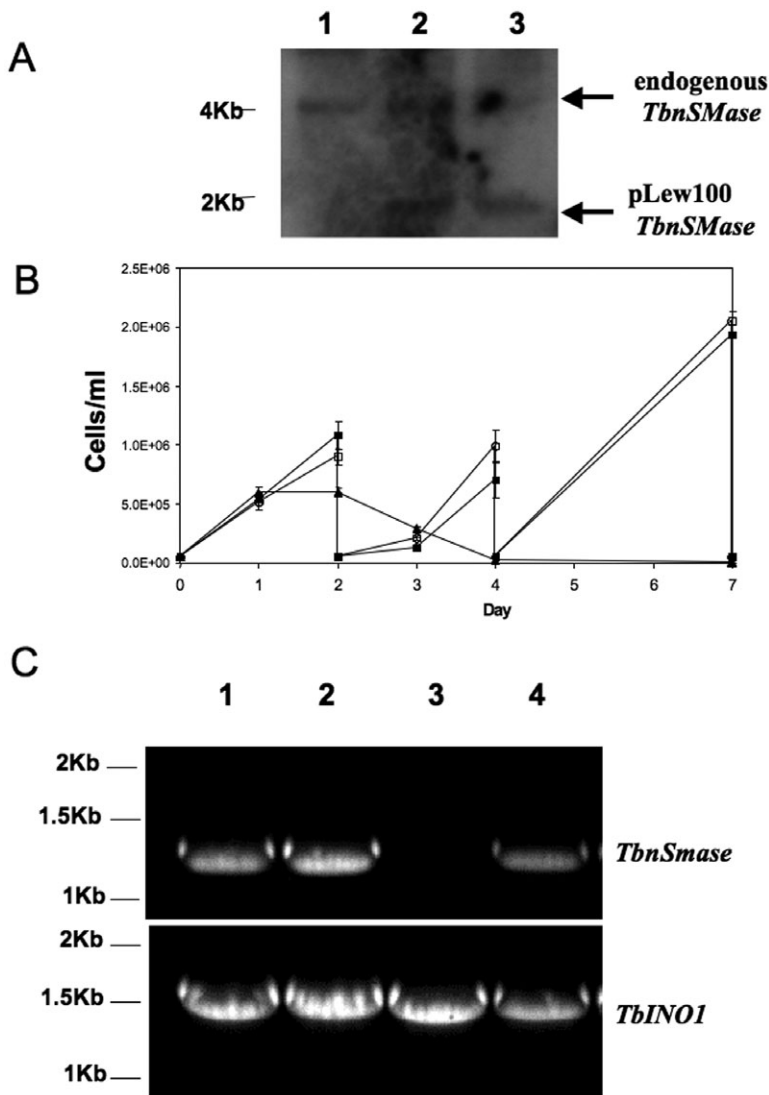 A
1 2 3
4Kb
2Kb
endogenous
TbnSMase
pLew100
TbnSMase
B
2.5E+06
2.0E+06
1.5E+06
1.0E+06
5.0E+05
0.0E+00
Cells/ml
0 1 2 3 4 5 6 7
Day
C
1 2 3 4
2Kb
1.5Kb
1Kb
TbnSmase
2Kb
1.5Kb
1Kb
TbINO1